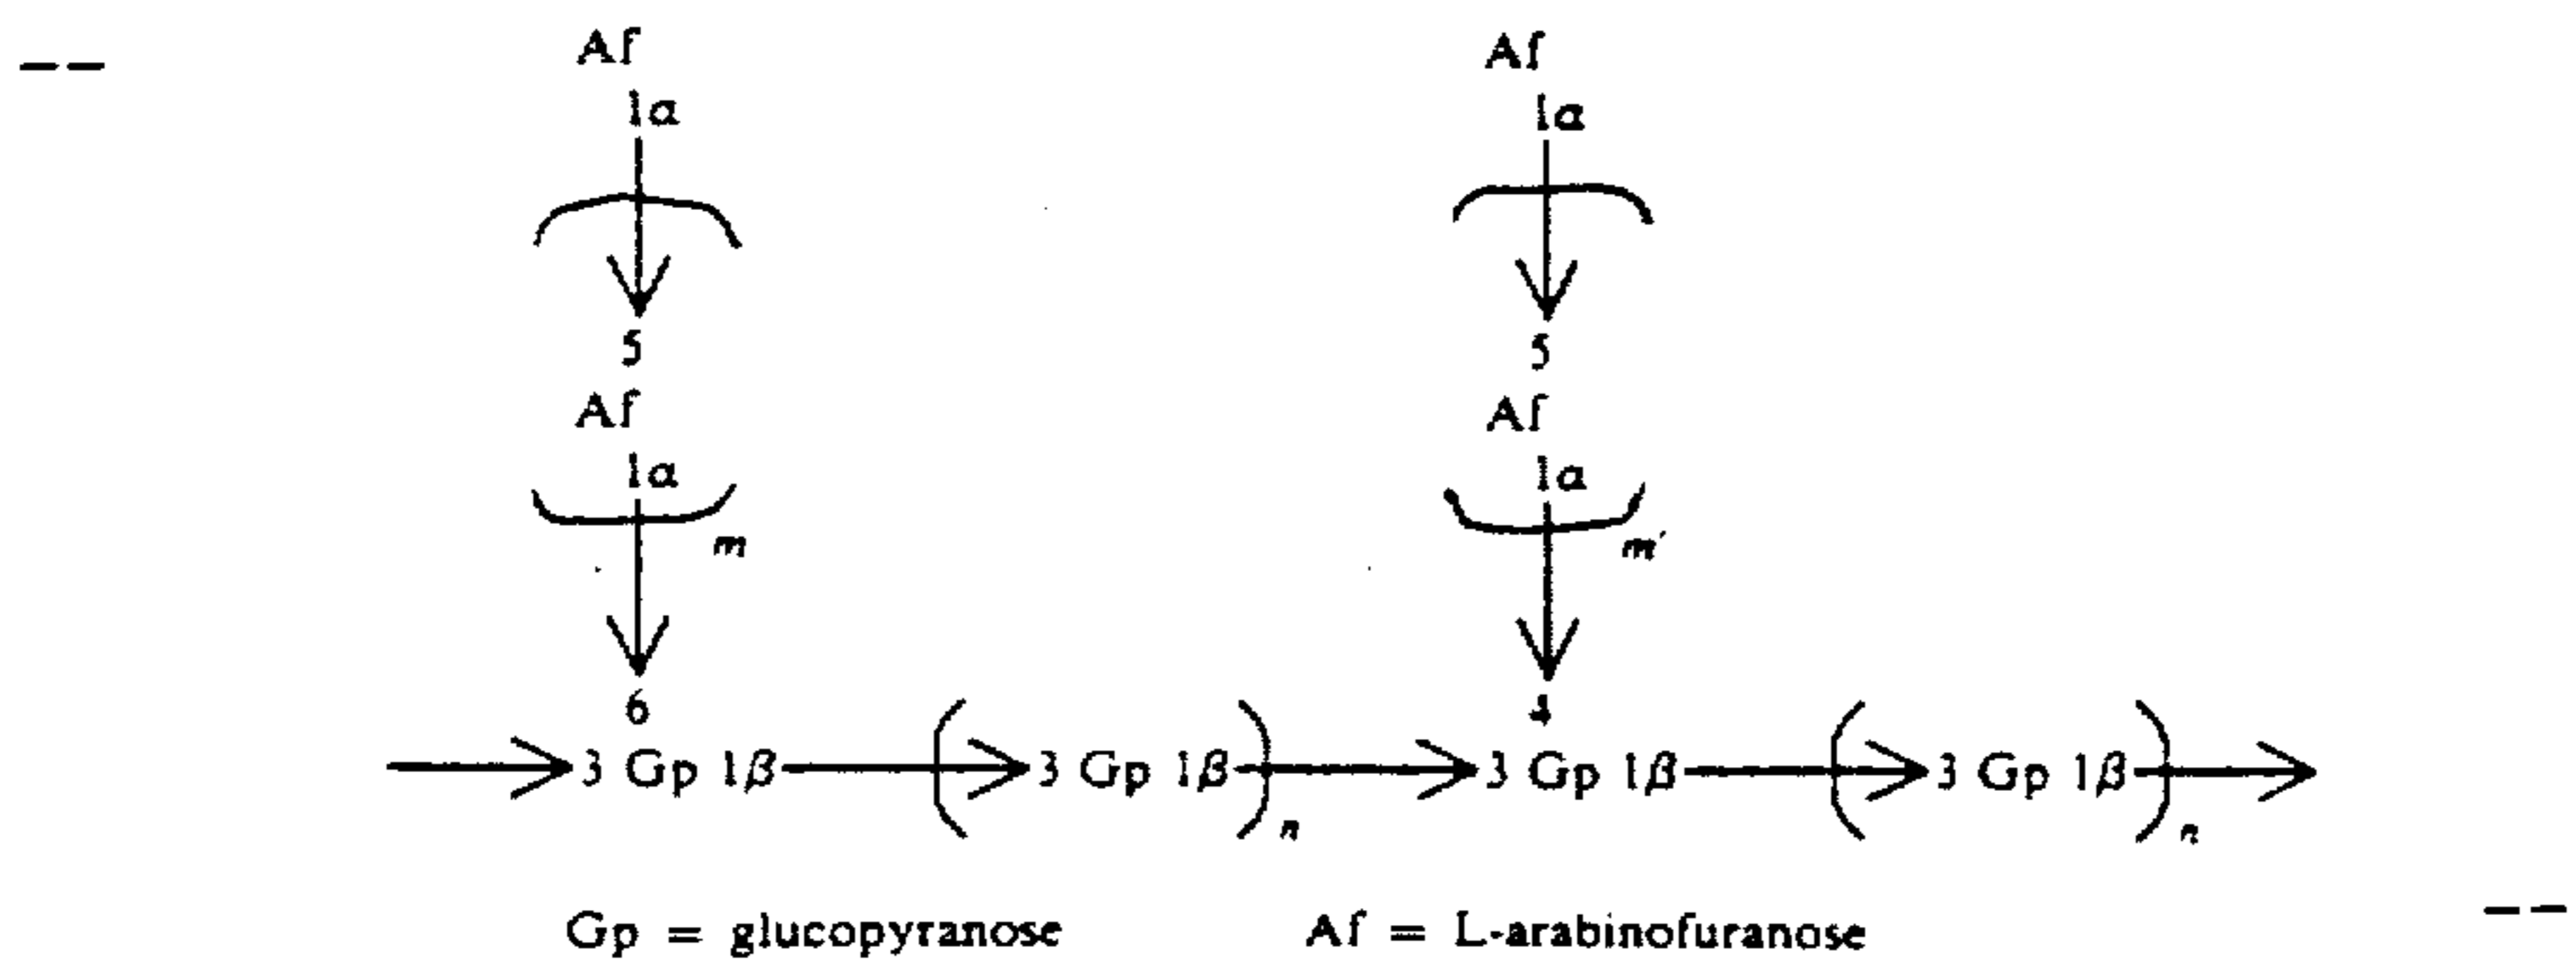 Af Af
1α 1α
5 5
Af Af
1α 1α
m m'
6 4
3 Gp 1β 3 Gp 1β n 3 Gp 1β 3 Gp 1β n
Gp = glucopyranose Af = L-arabinofuranose